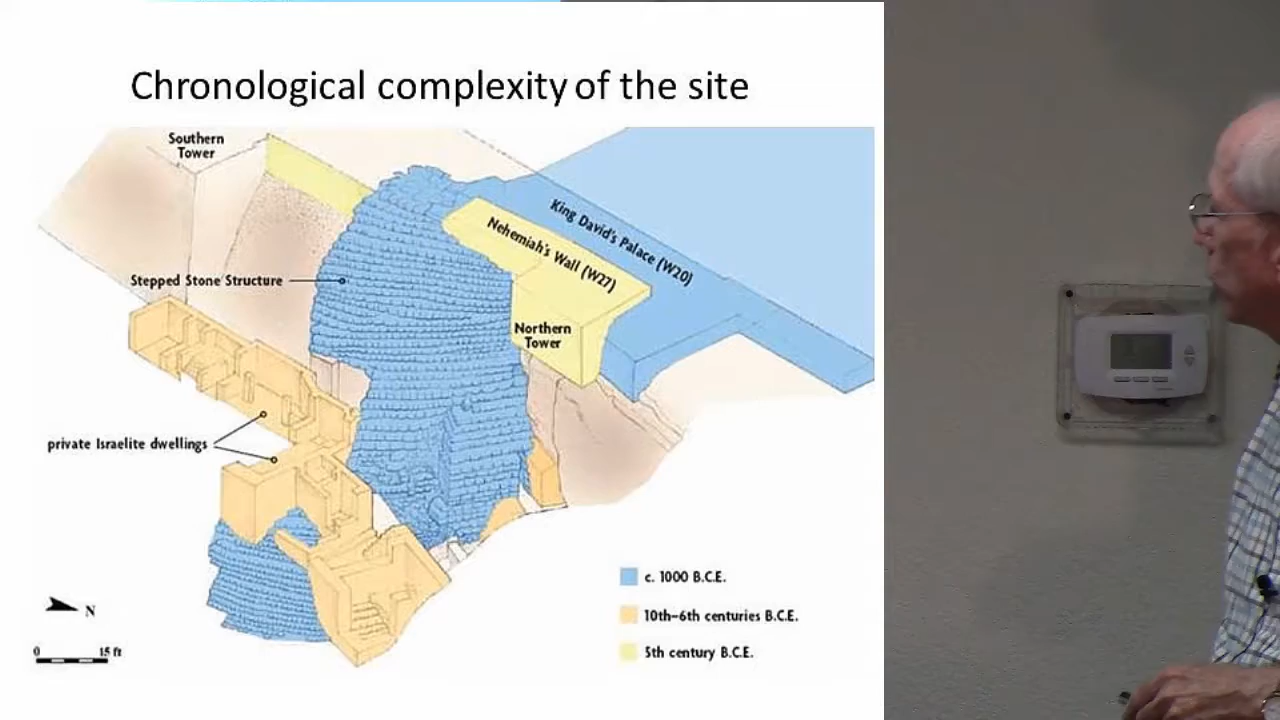 Chronological complexity of the site
Southern
Tower
King David's Palace (W20)
Nehemiah's Wall (W27)
Stepped Stone Structure
Northern
Tower
private Israelite dwellings
c. 1000 B.C.E.
10th–6th centuries B.C.E.
5th century B.C.E.
N
0 15 ft